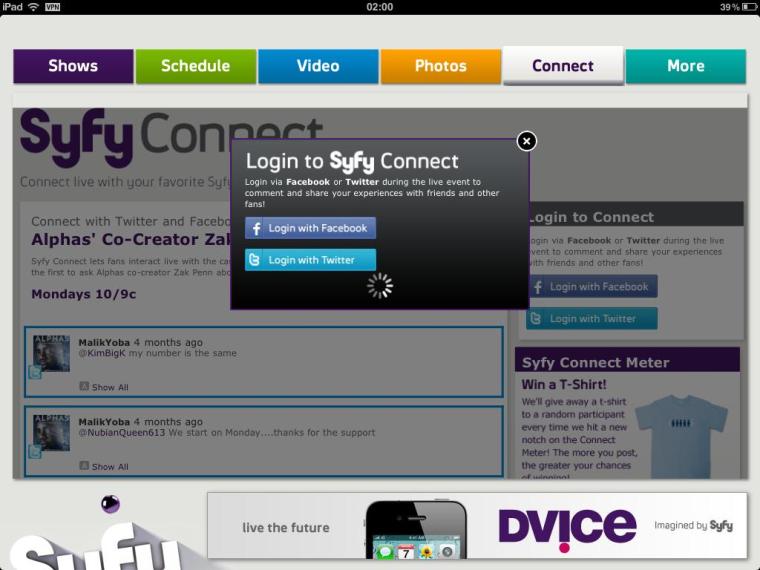 iPad VPN 02:00 39%
Shows Schedule Video Photos Connect More
Syfy Connect
Connect live with your favorite Syfy
Login to Syfy Connect
Login via Facebook or Twitter during the live event to
comment and share your experiences with friends and other
fans!
Login with Facebook
Login with Twitter
Connect with Twitter and
Alphas' Co-Creator
Syfy Connect lets fans interact live with the
the first to ask Alphas co-creator Zak Penn
Mondays 10/9c
ALPHAS
MalikYoba 4 months ago
@KimBigK my number is the same
Show All
ALPHAS
MalikYoba 4 months ago
@NubianQueen613 We start on Monday....thanks for the support
Show All
Login to Connect
Login via Facebook or Twitter during the live
event to comment and share your experiences
with friends and other fans!
Login with Facebook
Login with Twitter
Syfy Connect Meter
Win a T-Shirt!
We'll give away a t-shirt
to a random participant
every time we hit a new
notch on the Connect
Meter! The more you post,
the greater your chances
of winning!
Syfy
live the future
7
DVICE
Imagined by Syfy